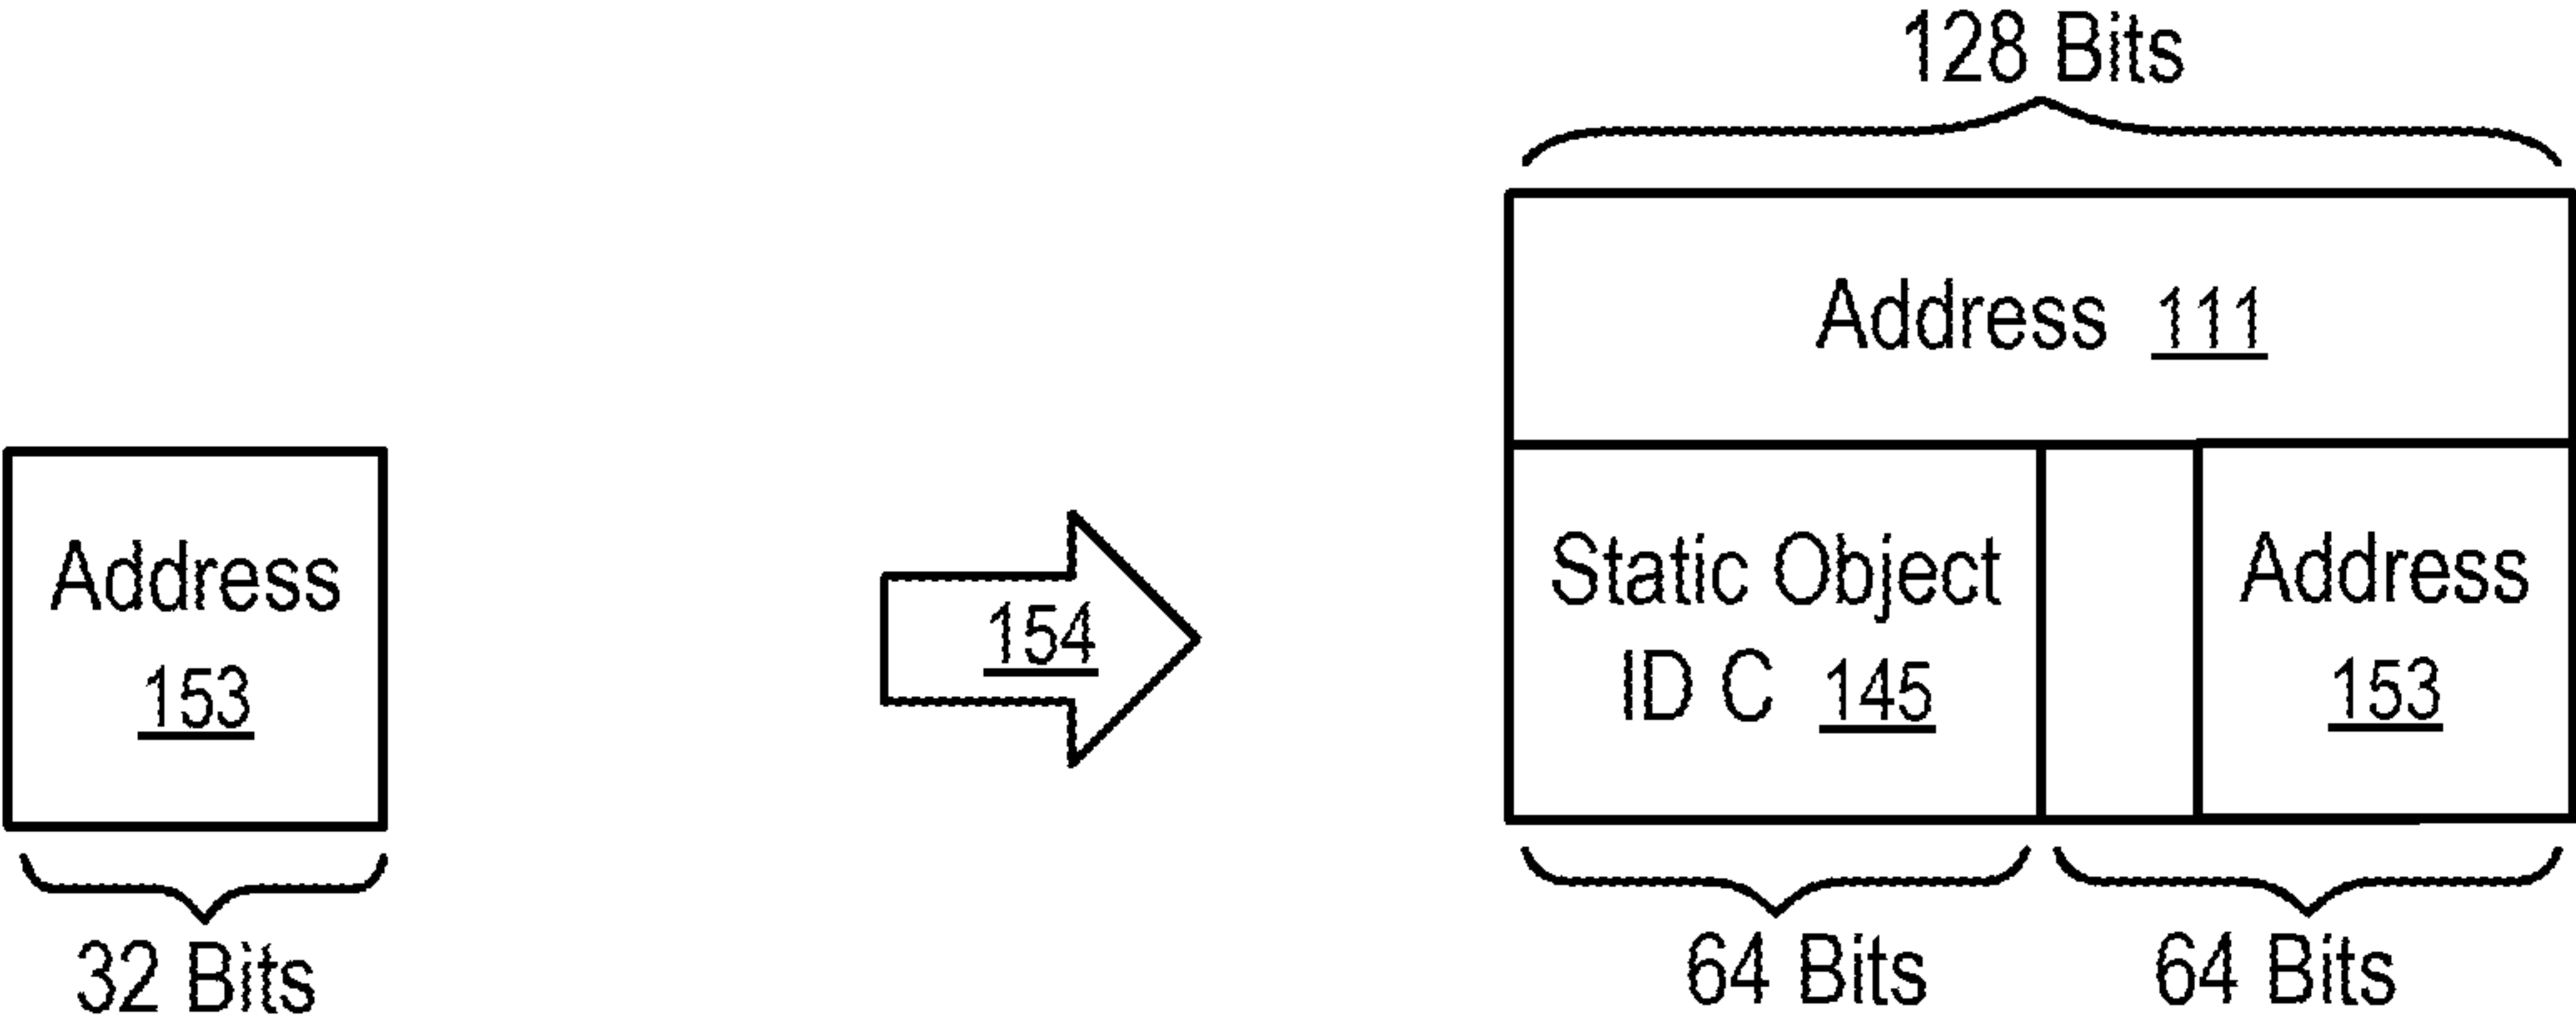 128 Bits
Address 111
Address
153
154
Static Object
ID C 145
Address
153
32 Bits
64 Bits
64 Bits